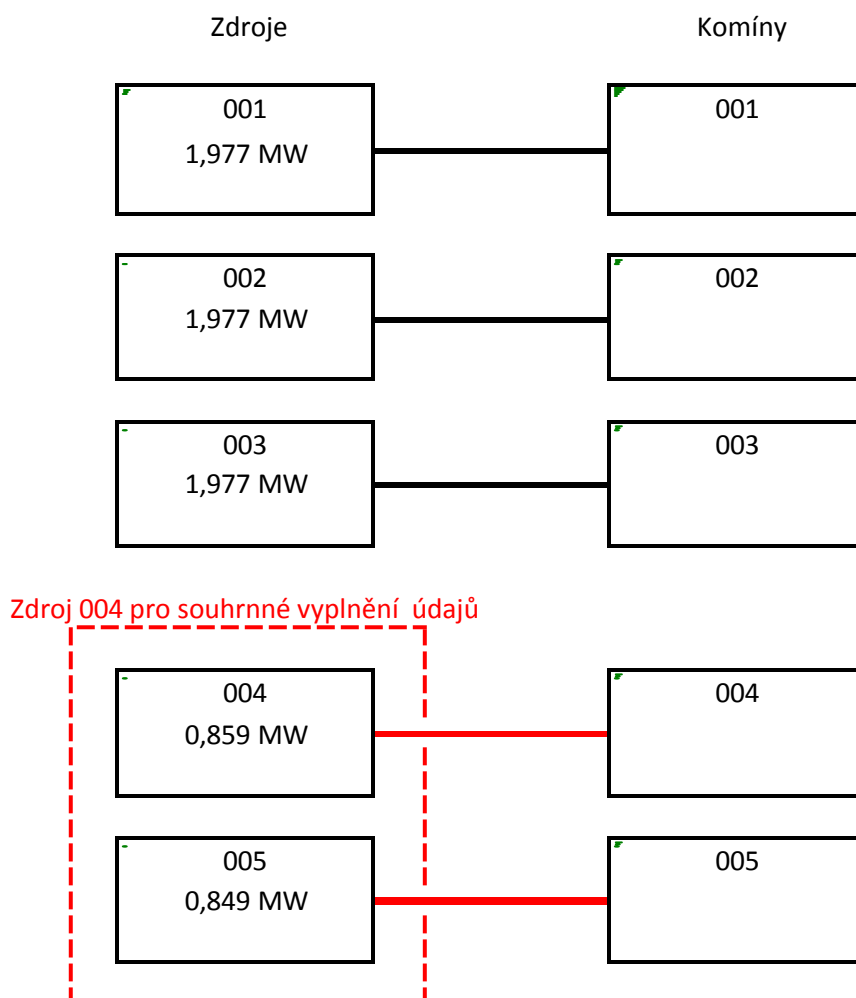 Zdroje
Komíny
001
1,977 MW
001
002
1,977 MW
002
003
1,977 MW
003
Zdroj 004 pro souhrnné vyplnění údajů
004
0,859 MW
004
005
0,849 MW
005